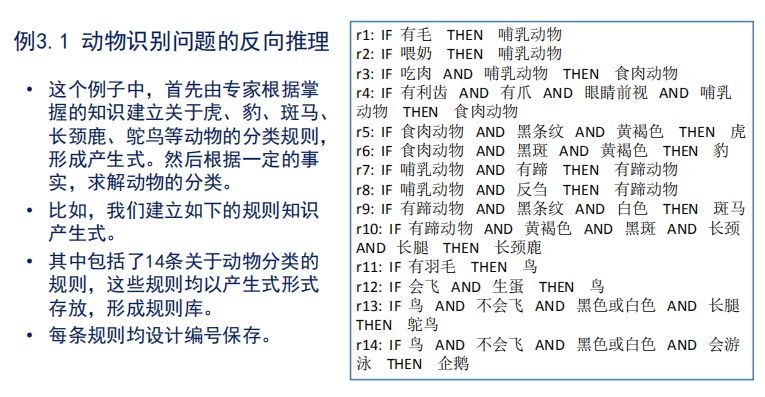 例3.1 动物识别问题的反向推理
• 这个例子中，首先由专家根据掌
握的知识建立关于虎、豹、斑马、
长颈鹿、鸵鸟等动物的分类规则，
形成产生式。然后根据一定的事
实，求解动物的分类。
• 比如，我们建立如下的规则知识
产生式。
• 其中包括了14条关于动物分类的
规则，这些规则均以产生式形式
存放，形成规则库。
• 每条规则均设计编号保存。
r1: IF 有毛 THEN 哺乳动物
r2: IF 喂奶 THEN 哺乳动物
r3: IF 吃肉 AND 哺乳动物 THEN 食肉动物
r4: IF 有利齿 AND 有爪 AND 眼睛前视 AND 哺乳
动物 THEN 食肉动物
r5: IF 食肉动物 AND 黑条纹 AND 黄褐色 THEN 虎
r6: IF 食肉动物 AND 黑斑 AND 黄褐色 THEN 豹
r7: IF 哺乳动物 AND 有蹄 THEN 有蹄动物
r8: IF 哺乳动物 AND 反刍 THEN 有蹄动物
r9: IF 有蹄动物 AND 黑条纹 AND 白色 THEN 斑马
r10: IF 有蹄动物 AND 黄褐色 AND 黑斑 AND 长颈
AND 长腿 THEN 长颈鹿
r11: IF 有羽毛 THEN 鸟
r12: IF 会飞 AND 生蛋 THEN 鸟
r13: IF 鸟 AND 不会飞 AND 黑色或白色 AND 长腿
THEN 鸵鸟
r14: IF 鸟 AND 不会飞 AND 黑色或白色 AND 会游
泳 THEN 企鹅